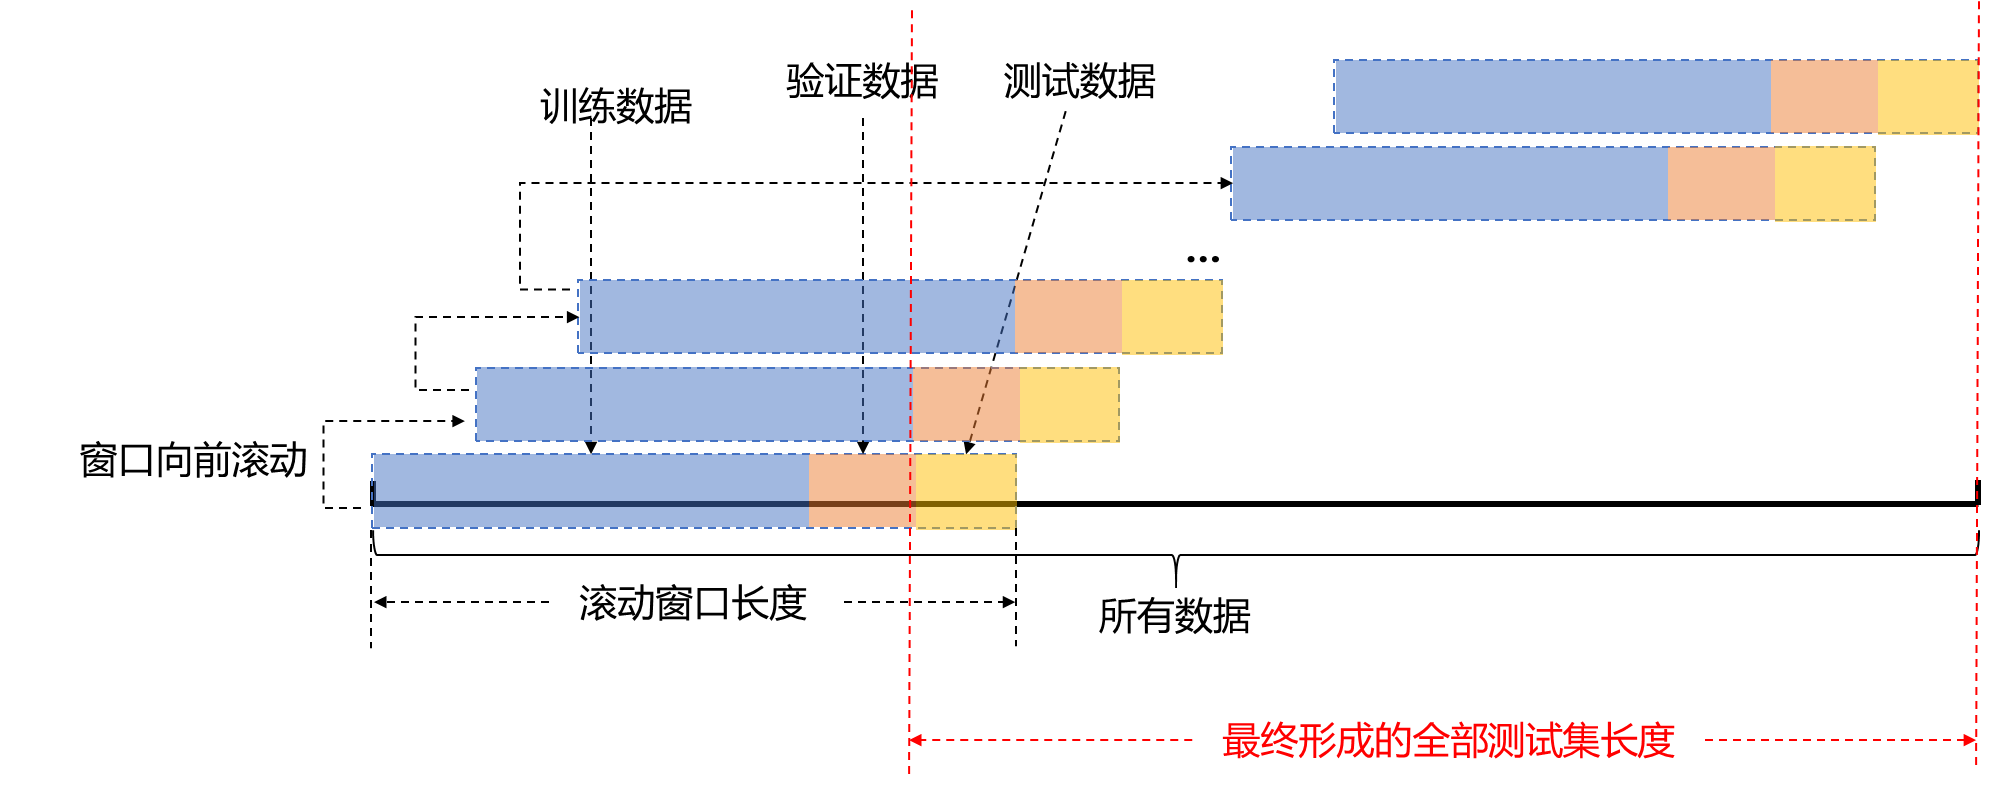 训练数据
验证数据
测试数据
...
窗口向前滚动
滚动窗口长度
所有数据
最终形成的全部测试集长度